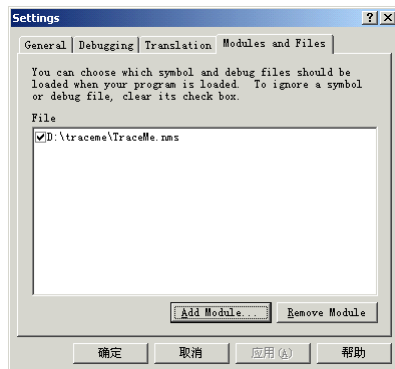 Settings
General Debugging Translation Modules and Files
You can choose which symbol and debug files should be
loaded when your program is loaded. To ignore a symbol
or debug file, clear its check box.
File
D:\traceme\TraceMe.nms
Add Module... Remove Module
确定 取消 应用(A) 帮助